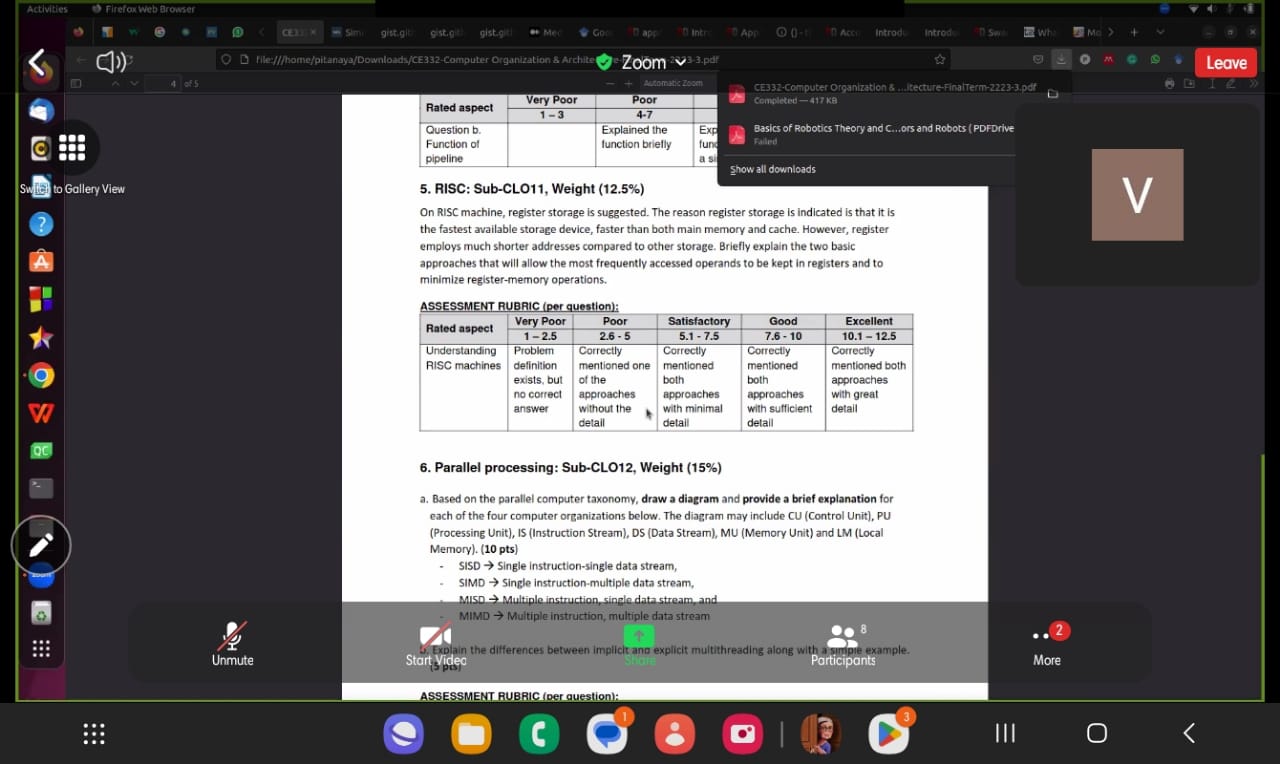 Activities
Firefox Web Browser
CE33
Sim
gist.git
gist.git
gist.git
Med
Goo
app
Intr
App
Acco
Introdu
Introdu
Swa
Wha
Mo
file:///home/pitanaya/Downloads/CE332-Computer Organization & Archite
re-
-2223-3.pdf
Zoom
Leave
4 of 5
Automatic Zoom
CE332-Computer Organization & ...itecture-FinalTerm-2223-3.pdf
Completed — 417 KB
Basics of Robotics Theory and C...ors and Robots ( PDFDrive
Failed
Show all downloads
Switch to Gallery View
V
Rated aspect
Very Poor
Poor
1 – 3
4-7
Question b.
Function of
pipeline
Explained the
function briefly
Exp
func
a si
5. RISC: Sub-CLO11, Weight (12.5%)
On RISC machine, register storage is suggested. The reason register storage is indicated is that it is
the fastest available storage device, faster than both main memory and cache. However, register
employs much shorter addresses compared to other storage. Briefly explain the two basic
approaches that will allow the most frequently accessed operands to be kept in registers and to
minimize register-memory operations.
ASSESSMENT RUBRIC (per question):
Rated aspect
Very Poor
Poor
Satisfactory
Good
Excellent
1 – 2.5
2.6 - 5
5.1 - 7.5
7.6 - 10
10.1 – 12.5
Understanding
RISC machines
Problem
definition
exists, but
no correct
answer
Correctly
mentioned one
of the
approaches
without the
detail
Correctly
mentioned
both
approaches
with minimal
detail
Correctly
mentioned
both
approaches
with sufficient
detail
Correctly
mentioned both
approaches
with great
detail
6. Parallel processing: Sub-CLO12, Weight (15%)
a. Based on the parallel computer taxonomy, draw a diagram and provide a brief explanation for
each of the four computer organizations below. The diagram may include CU (Control Unit), PU
(Processing Unit), IS (Instruction Stream), DS (Data Stream), MU (Memory Unit) and LM (Local
Memory). (10 pts)
- SISD → Single instruction-single data stream,
- SIMD → Single instruction-multiple data stream,
- MISD → Multiple instruction, single data stream, and
- MIMD → Multiple instruction, multiple data stream
b. Explain the differences between implicit and explicit multithreading along with a simple example.
(5 pts)
ASSESSMENT RUBRIC (per question):
Unmute
Start Video
Share
8
Participants
2
More
QC
zoom
1
3